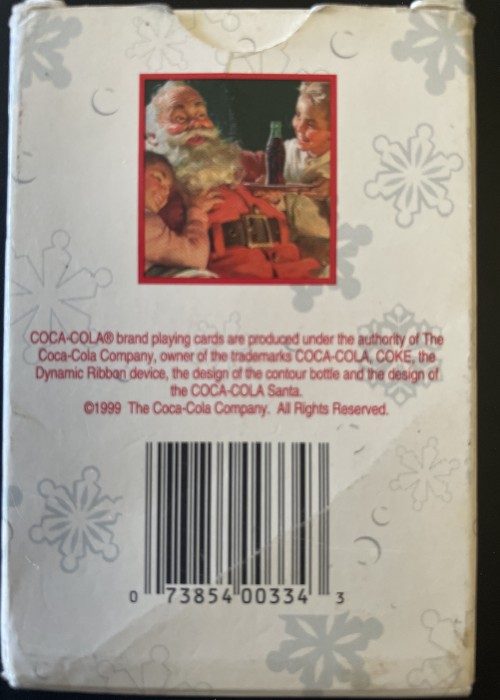 COCA-COLA® brand playing cards are produced under the authority of The
Coca-Cola Company, owner of the trademarks COCA-COLA, COKE, the
Dynamic Ribbon device, the design of the contour bottle and the design of
the COCA-COLA Santa.
©1999 The Coca-Cola Company. All Rights Reserved.
0 73854 00334 3